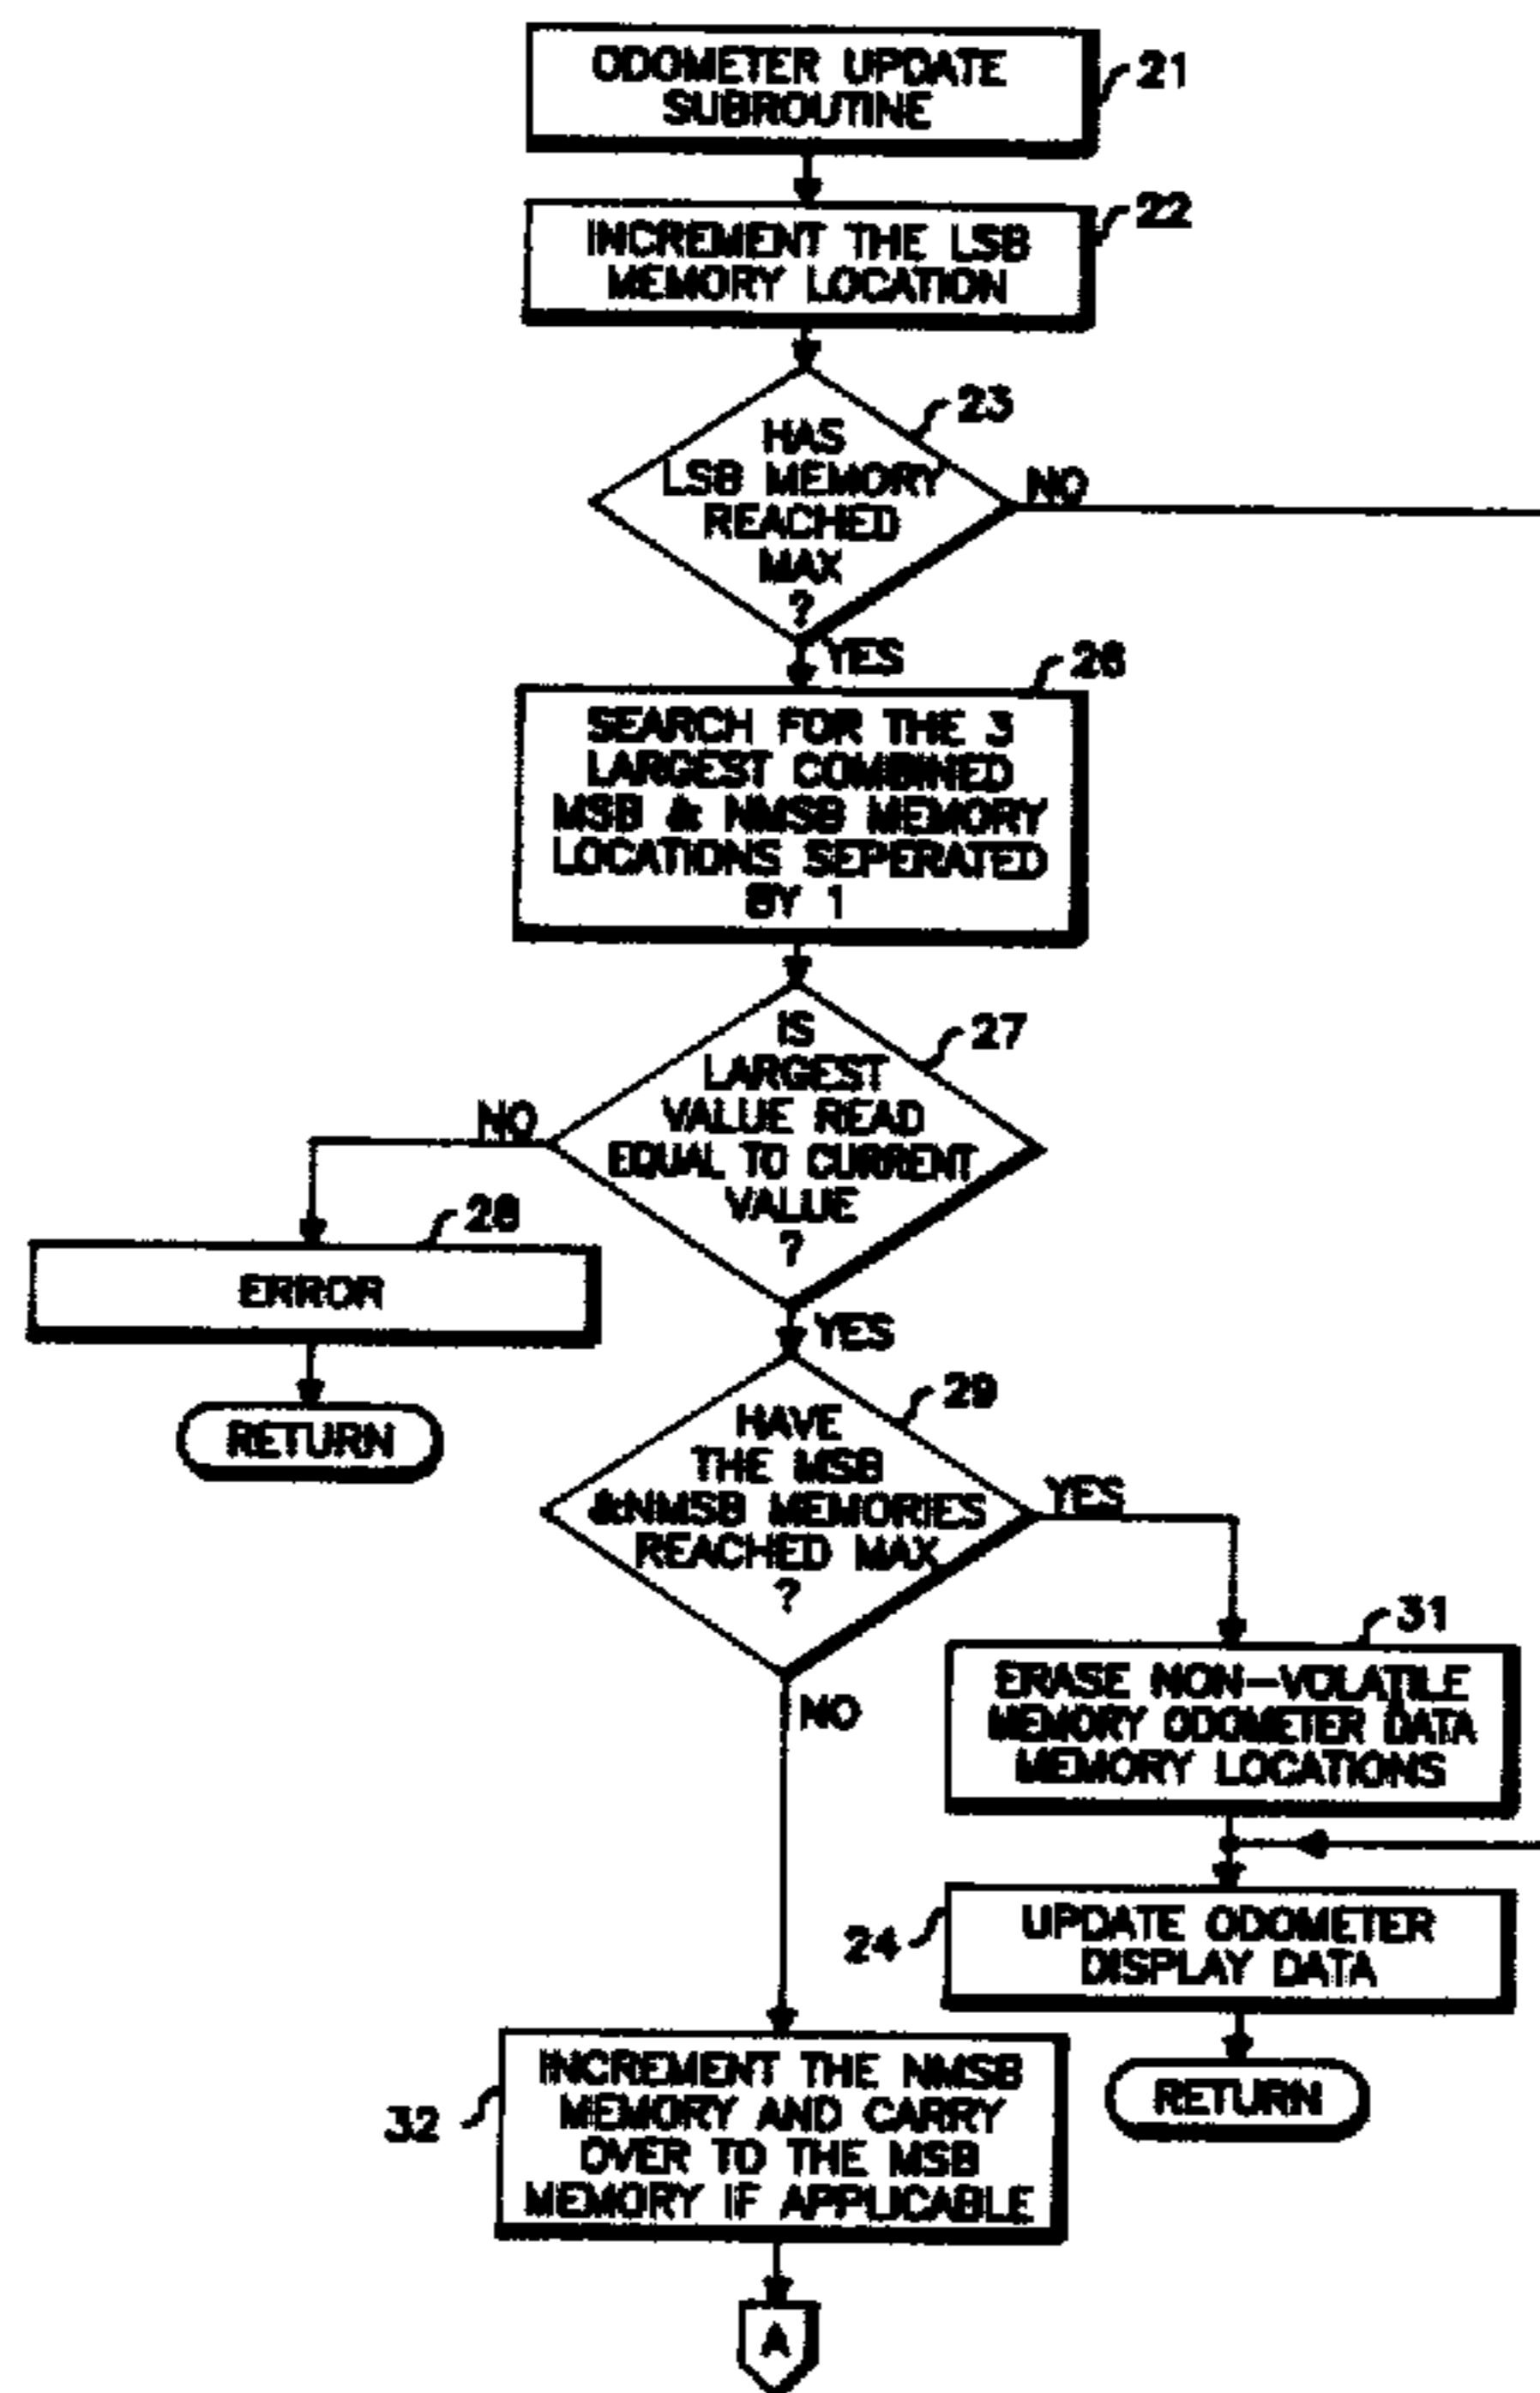 ODOMETER UPDATE
SUBROUTINE
21
INCREMENT THE LSB
MEMORY LOCATION
22
23
HAS
LSB MEMORY
REACHED
MAX
?
NO
YES
26
SEARCH FOR THE 3
LARGEST COMBINED
MSB & NMSB MEMORY
LOCATIONS SEPERATED
BY 1
27
IS
LARGEST
VALUE READ
EQUAL TO CURRENT
VALUE
?
NO
28
ERROR
RETURN
YES
29
HAVE
THE MSB
&NMSB MEMORIES
REACHED MAX
?
YES
NO
31
ERASE NON-VOLATILE
MEMORY ODOMETER DATA
MEMORY LOCATIONS
24
UPDATE ODOMETER
DISPLAY DATA
RETURN
32
INCREMENT THE NMSB
MEMORY AND CARRY
OVER TO THE MSB
MEMORY IF APPLICABLE
A